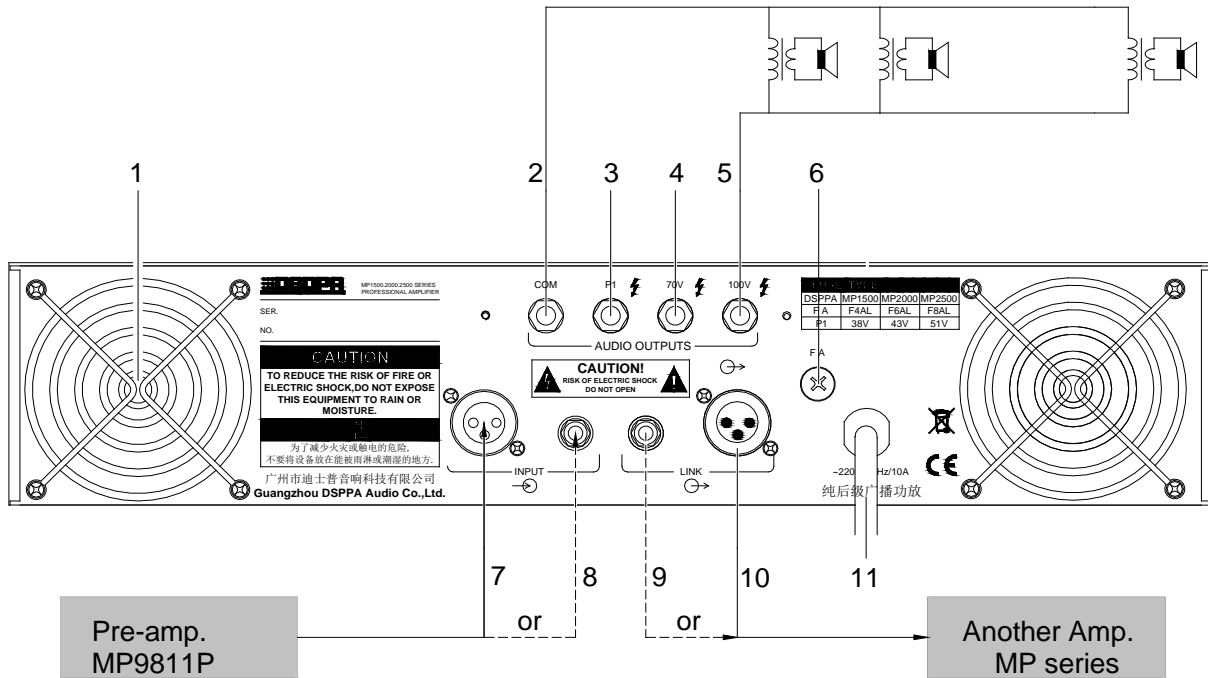 1
2
3
4
5
6
DSPPA
MP1500.2000.2500 SERIES
PROFESSIONAL AMPLIFIER
SER.
NO.
COM
P1
70V
100V
AUDIO OUTPUTS
TYPE
DSPPA MP1500 MP2000 MP2500
F A F4AL F6AL F8AL
P1 38V 43V 51V
F A
CAUTION
TO REDUCE THE RISK OF FIRE OR
ELECTRIC SHOCK,DO NOT EXPOSE
THIS EQUIPMENT TO RAIN OR
MOISTURE.
为了减少火灾或触电的危险,
不要将设备放在能被雨淋或潮湿的地方.
广州市迪士普音响科技有限公司
Guangzhou DSPPA Audio Co.,Ltd.
CAUTION!
RISK OF ELECTRIC SHOCK
DO NOT OPEN
INPUT
LINK
~220 Hz/10A
纯后级广播功放
CE
7
8
9
10
11
or
or
Pre-amp.
MP9811P
Another Amp.
MP series